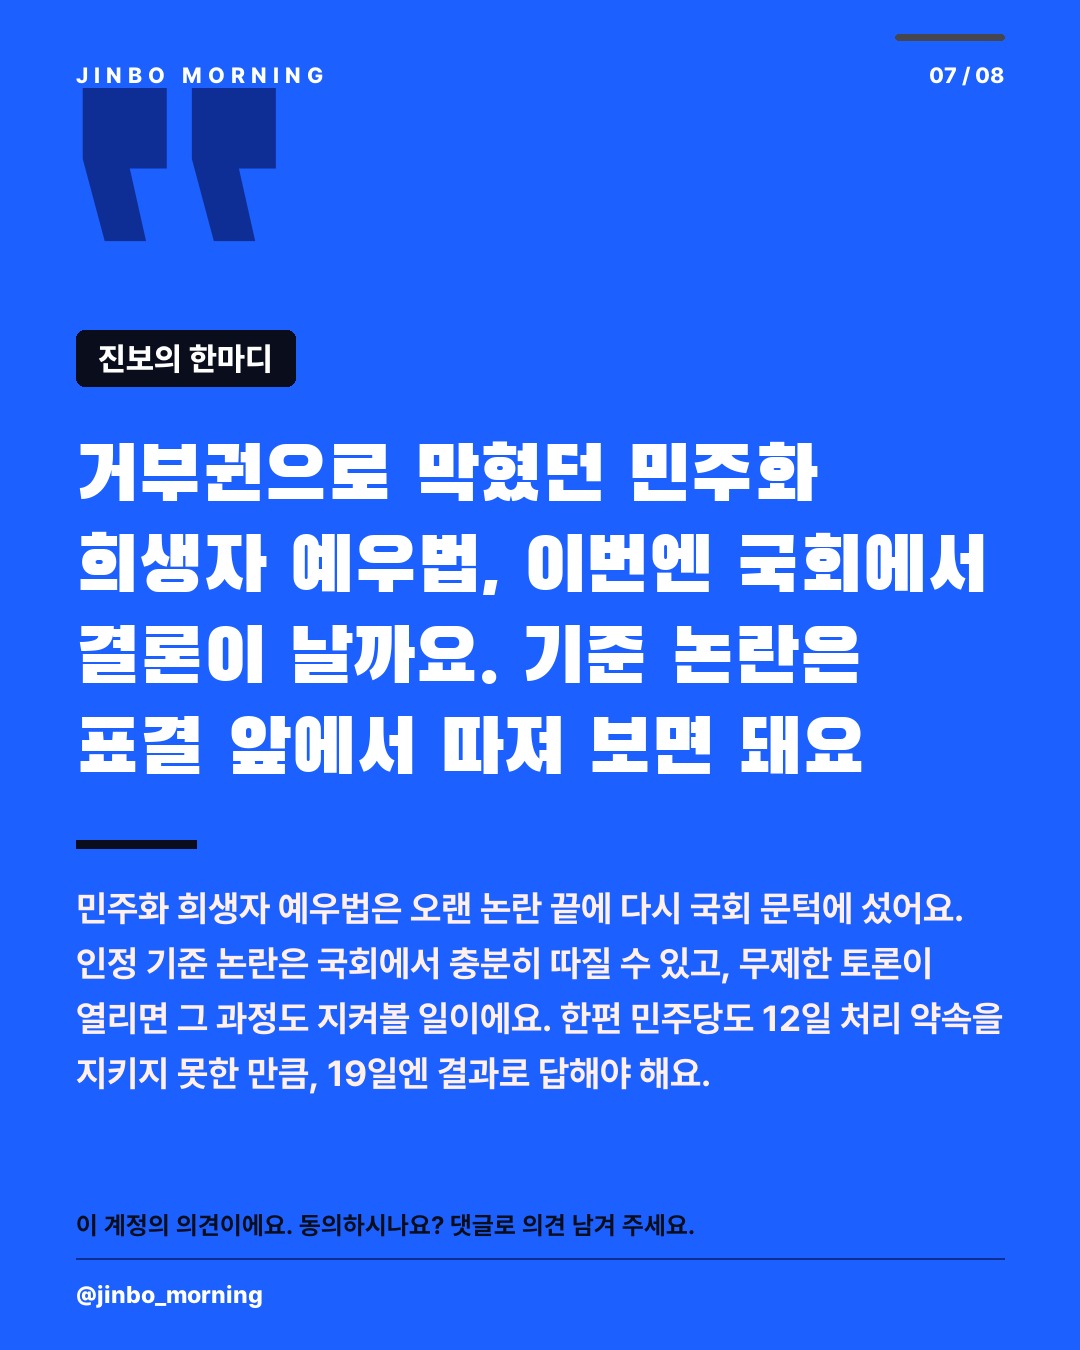 JINBO MORNING
07 / 08
진보의 한마디
거부권으로 막혔던 민주화
희생자 예우법, 이번엔 국회에서
결론이 날까요. 기준 논란은
표결 앞에서 따져 보면 돼요
민주화 희생자 예우법은 오랜 논란 끝에 다시 국회 문턱에 섰어요.
인정 기준 논란은 국회에서 충분히 따질 수 있고, 무제한 토론이
열리면 그 과정도 지켜볼 일이에요. 한편 민주당도 12일 처리 약속을
지키지 못한 만큼, 19일엔 결과로 답해야 해요.
이 계정의 의견이에요. 동의하시나요? 댓글로 의견 남겨 주세요.
@jinbo_morning